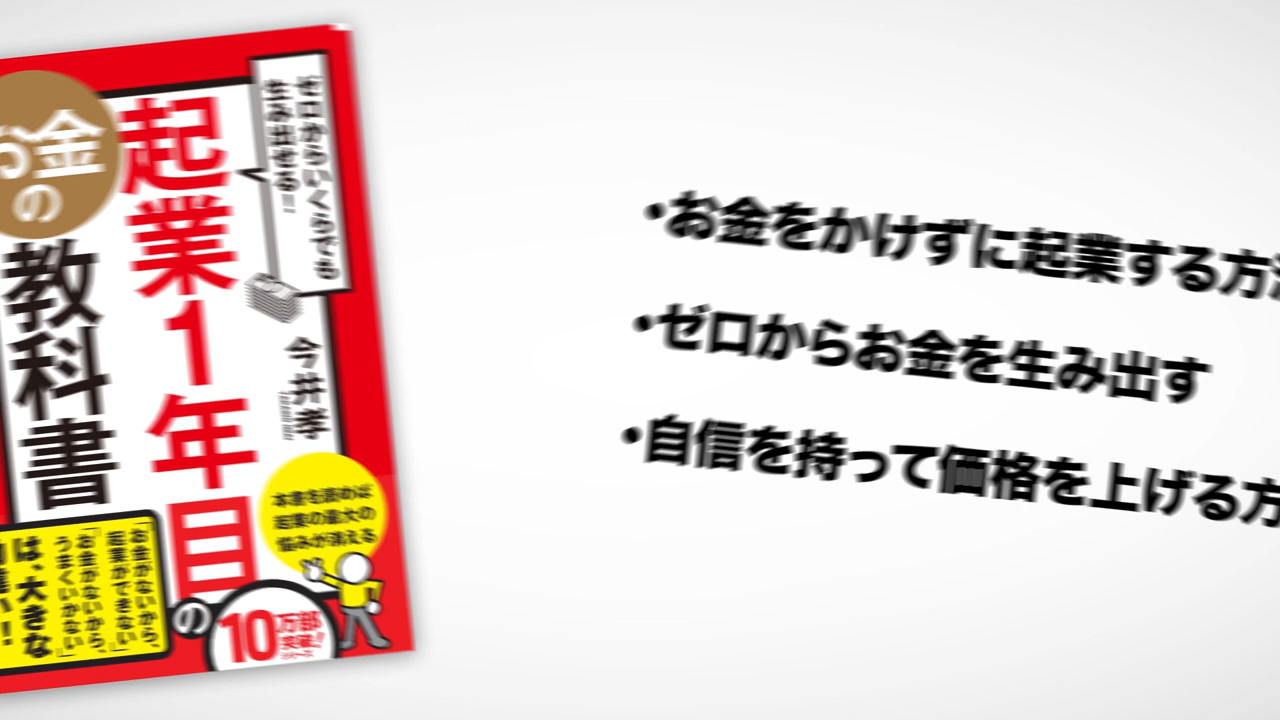 ゼロからいくらでも
生み出せる!!
起業1年目の
お金の
教科書
今井孝
本書を読めば
起業の最大の
悩みが消える
「お金がないから、
起業ができない」
「お金がないから、
うまくいかない」
は、大きな
10万部
突破!
シリーズ
・お金をかけずに起業する方法
・ゼロからお金を生み出す
・自信を持って価格を上げる方